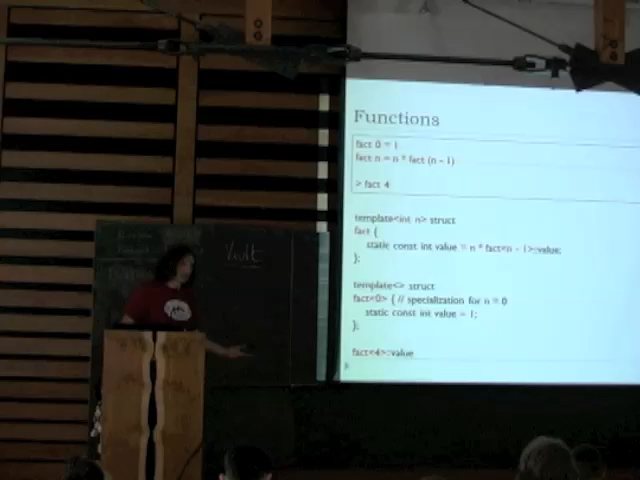 Functions
fact 0 = 1
fact n = n * fact (n - 1)
> fact 4
template<int n> struct
fact {
static const int value = n * fact<n - 1>::value;
};
template<> struct
fact<0> { // specialization for n = 0
static const int value = 1;
};
fact<4>::value
Vault